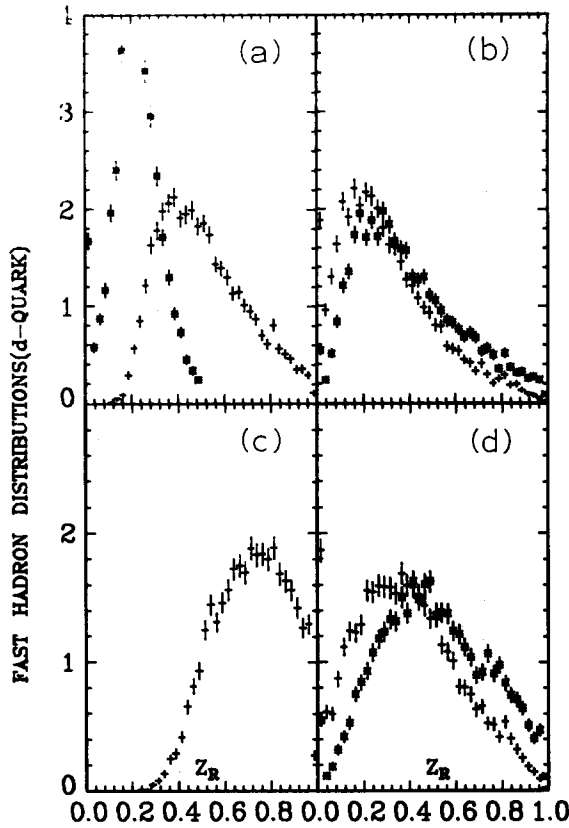 FAST HADRON DISTRIBUTIONS(d-QUARK)
4
3
2
1
0
(a)
(b)
2
1
0
(c)
(d)
Z_R
Z_R
0.0 0.2 0.4 0.6 0.8 0.0 0.2 0.4 0.6 0.8 1.0